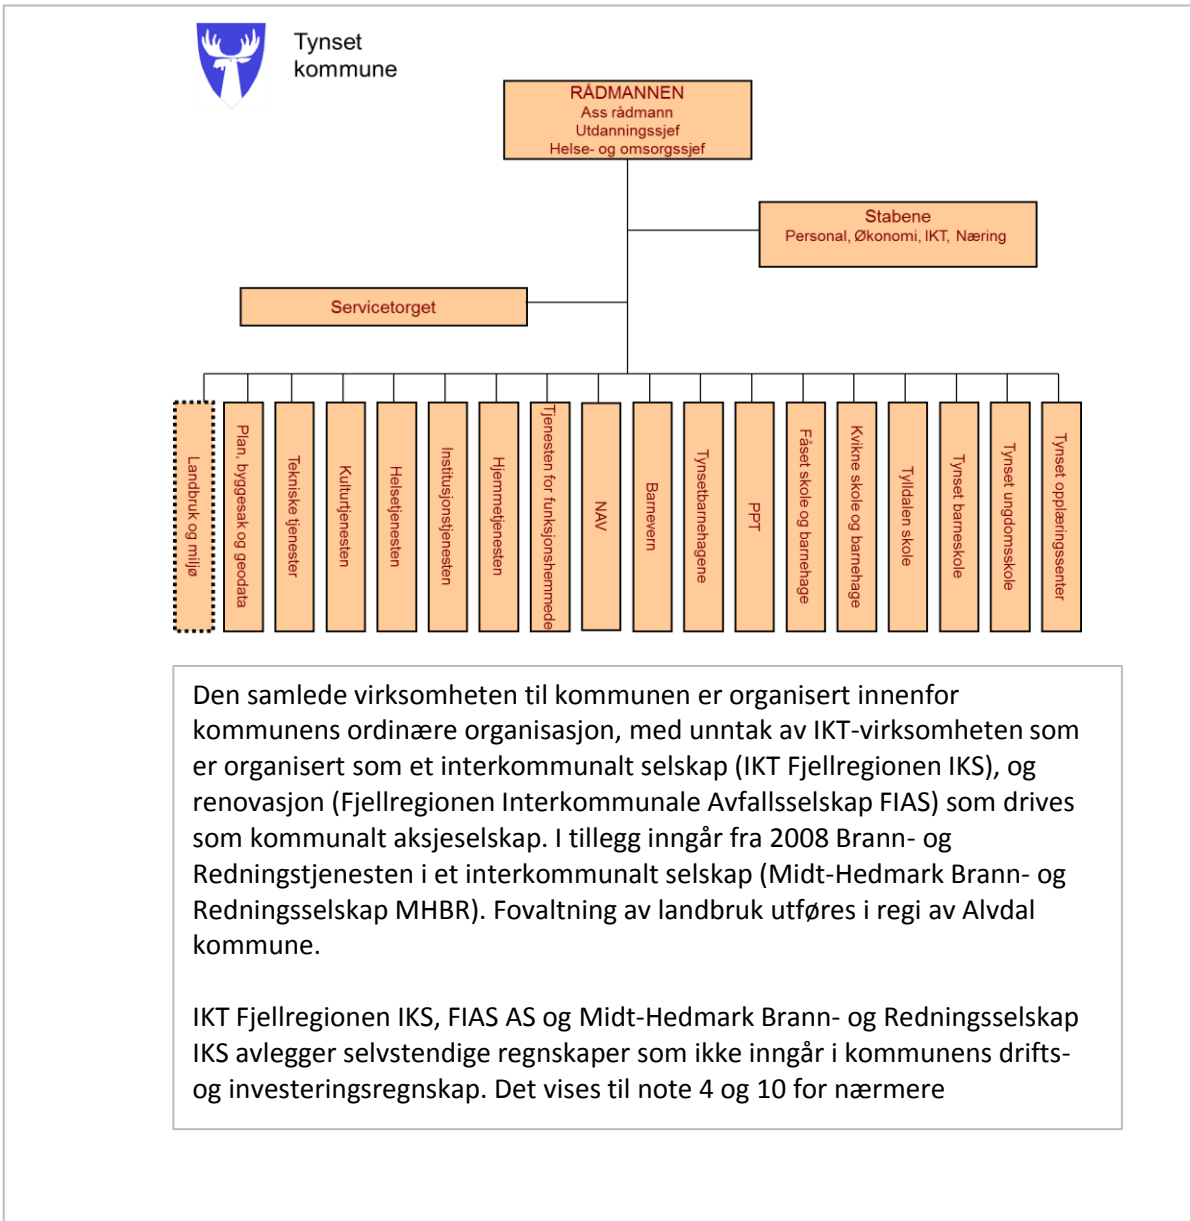 Tynset
kommune
RÅDMANNEN
Ass rådmann
Utdanningssjef
Helse- og omsorgssjef
Stabene
Personal, Økonomi, IKT, Næring
Servicetorget
Landbruk og miljø
Plan, byggesak og geodata
Tekniske tjenester
Kulturtjenesten
Helsetjenesten
Institusjonstjenesten
Hjemmetjenesten
Tjenesten for funksjonshemmede
NAV
Barnevern
Tynsetbarnehagene
PPT
Fåset skole og barnehage
Kvikne skole og barnehage
Tylldalen skole
Tynset barneskole
Tynset ungdomsskole
Tynset opplæringssenter
Den samlede virksomheten til kommunen er organisert innenfor
kommunens ordinære organisasjon, med unntak av IKT-virksomheten som
er organisert som et interkommunalt selskap (IKT Fjellregionen IKS), og
renovasjon (Fjellregionen Interkommunale Avfallsselskap FIAS) som drives
som kommunalt aksjeselskap. I tillegg inngår fra 2008 Brann- og
Redningstjenesten i et interkommunalt selskap (Midt-Hedmark Brann- og
Redningsselskap MHBR). Fovaltning av landbruk utføres i regi av Alvdal
kommune.
IKT Fjellregionen IKS, FIAS AS og Midt-Hedmark Brann- og Redningsselskap
IKS avlegger selvstendige regnskaper som ikke inngår i kommunens drifts-
og investeringsregnskap. Det vises til note 4 og 10 for nærmere